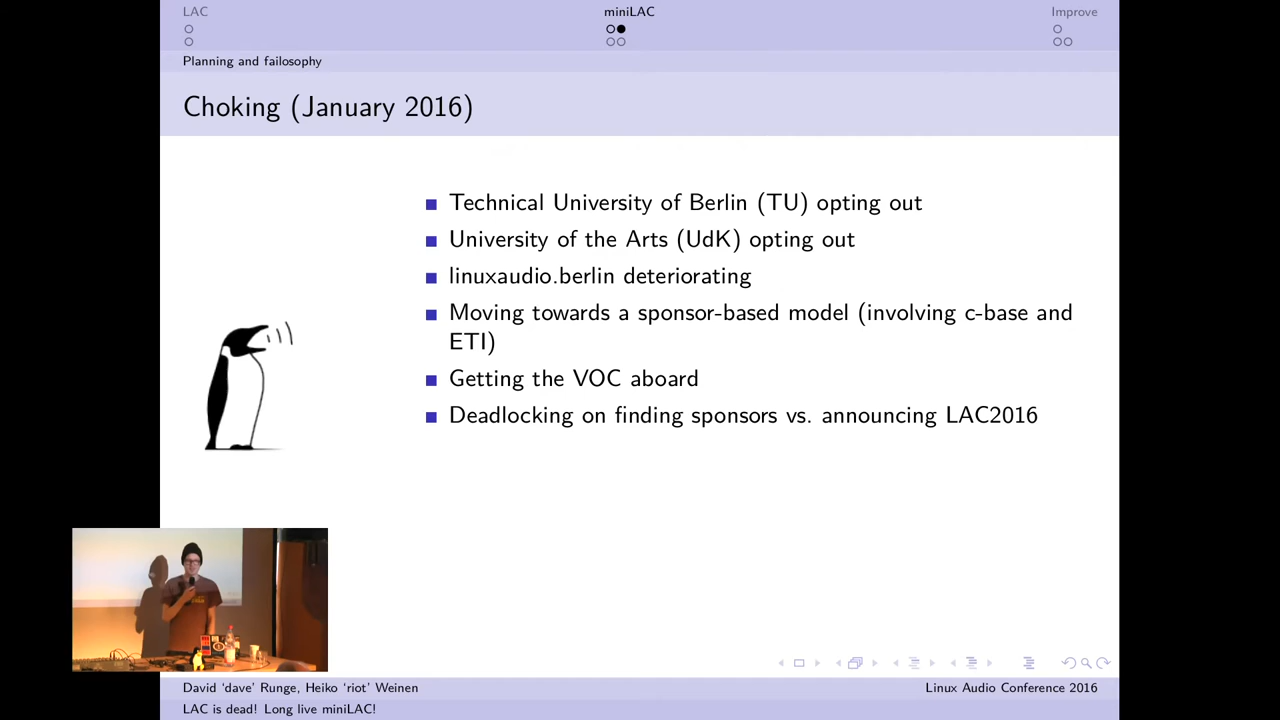 LAC
miniLAC
Improve
Planning and failosophy
Choking (January 2016)
Technical University of Berlin (TU) opting out
University of the Arts (UdK) opting out
linuxaudio.berlin deteriorating
Moving towards a sponsor-based model (involving c-base and
ETI)
Getting the VOC aboard
Deadlocking on finding sponsors vs. announcing LAC2016
David ‘dave’ Runge, Heiko ‘riot’ Weinen
Linux Audio Conference 2016
LAC is dead! Long live miniLAC!